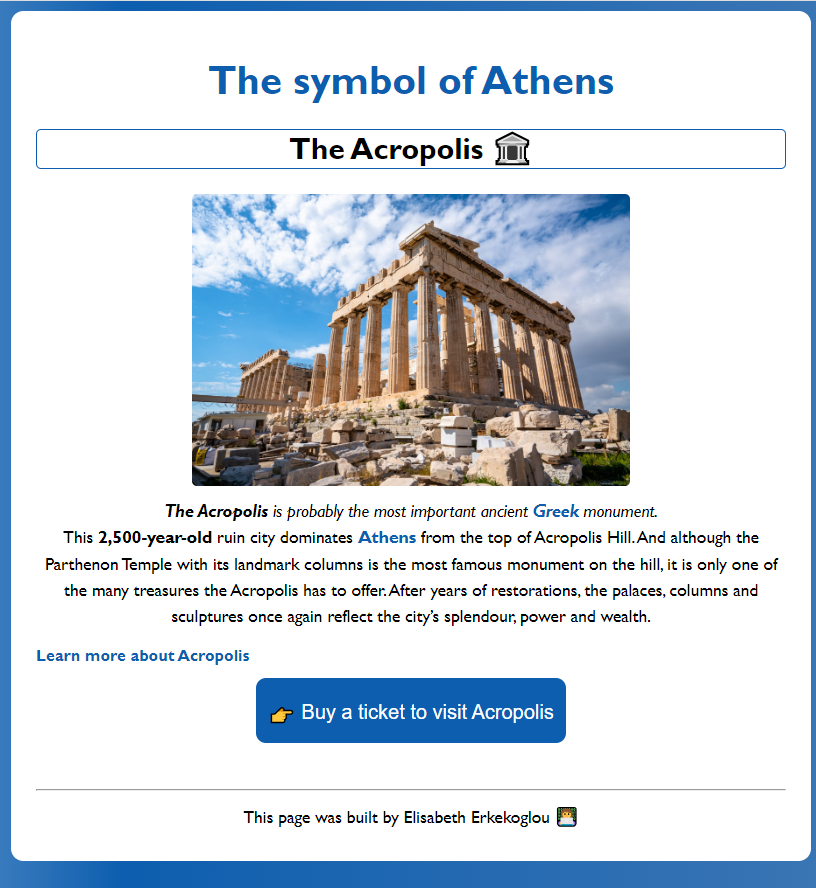 The symbol of Athens
The Acropolis 🏛️
The Acropolis is probably the most important ancient Greek monument.
This 2,500-year-old ruin city dominates Athens from the top of Acropolis Hill. And although the
Parthenon Temple with its landmark columns is the most famous monument on the hill, it is only one of
the many treasures the Acropolis has to offer. After years of restorations, the palaces, columns and
sculptures once again reflect the city’s splendour, power and wealth.
Learn more about Acropolis
👉 Buy a ticket to visit Acropolis
This page was built by Elisabeth Erkekoglou 👩‍💻